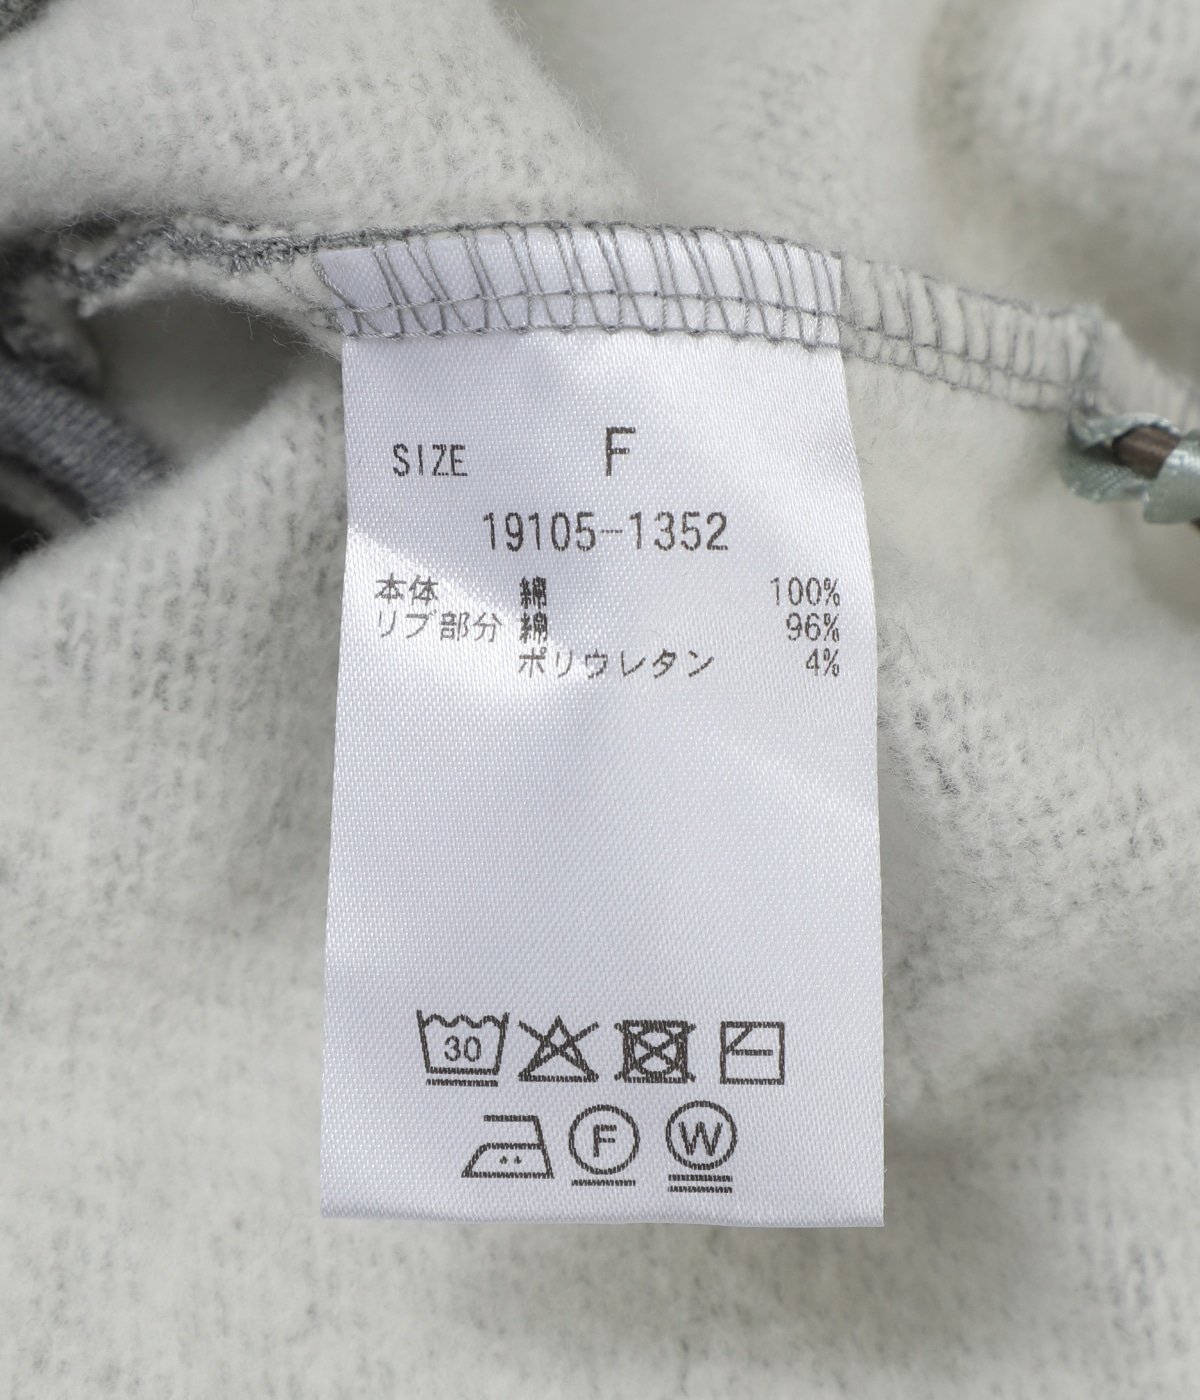 SIZE F
19105-1352
本体 綿 100%
リブ部分 綿 96%
ポリウレタン 4%
30
F W